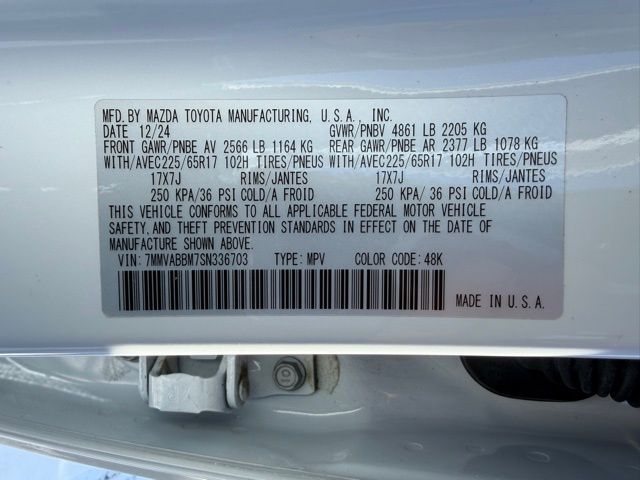 MFD. BY MAZDA TOYOTA MANUFACTURING, U.S.A., INC.
DATE 12/24 GVWR/PNBV 4861 LB 2205 KG
FRONT GAWR/PNBE AV 2566 LB 1164 KG REAR GAWR/PNBE AR 2377 LB 1078 KG
WITH/AVEC225/65R17 102H TIRES/PNEUS WITH/AVEC225/65R17 102H TIRES/PNEUS
17X7J RIMS/JANTES 17X7J RIMS/JANTES
250 KPA/36 PSI COLD/A FROID 250 KPA/ 36 PSI COLD/A FROID
THIS VEHICLE CONFORMS TO ALL APPLICABLE FEDERAL MOTOR VEHICLE
SAFETY, AND THEFT PREVENTION STANDARDS IN EFFECT ON THE DATE OF
MANUFACTURE SHOWN ABOVE.
VIN: 7MMVABBM7SN336703 TYPE: MPV COLOR CODE: 48K
MADE IN U.S.A.